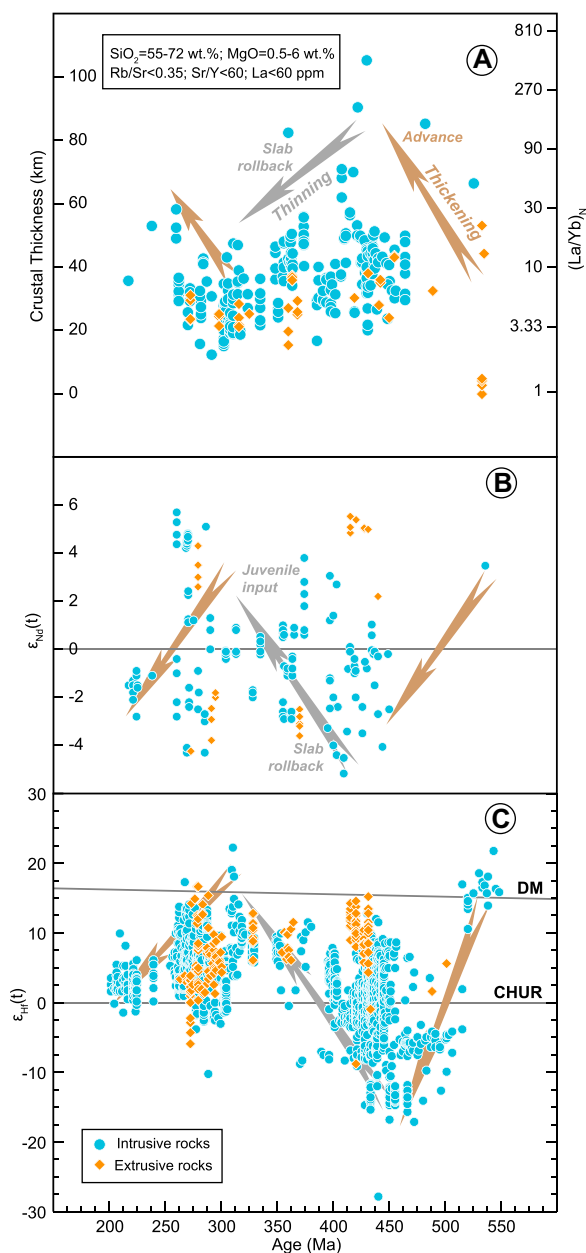 SiO2=55-72 wt.%; MgO=0.5-6 wt.%
Rb/Sr<0.35; Sr/Y<60; La<60 ppm
A
Crustal Thickness (km)
100
80
60
40
20
0
Slab
rollback
Thinning
Advance
Thickening
810
270
90
30
10
3.33
1
(La/Yb)N
B
εNd(t)
6
4
2
0
-2
-4
Juvenile
input
Slab
rollback
C
εHf(t)
30
20
10
0
-10
-20
-30
DM
CHUR
Intrusive rocks
Extrusive rocks
200
250
300
350
400
450
500
550
Age (Ma)